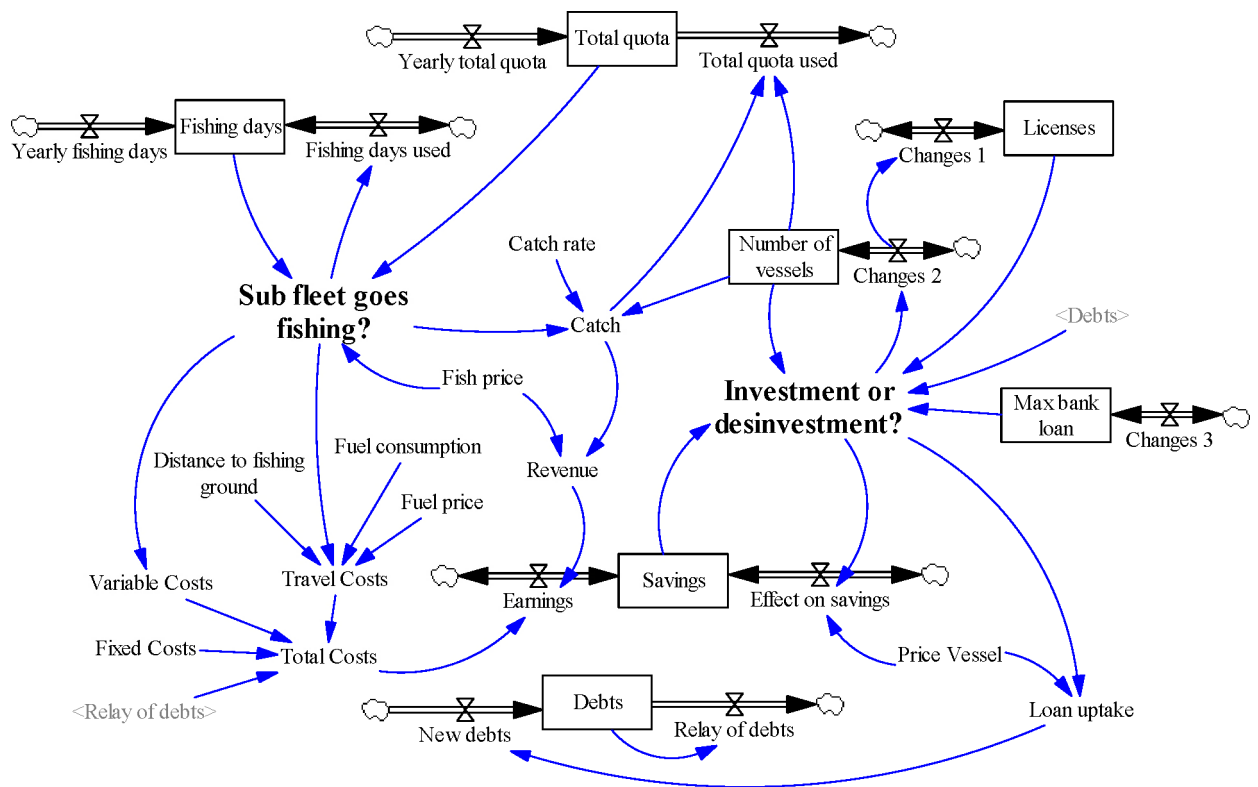 Total quota
Yearly total quota
Total quota used
Fishing days
Yearly fishing days
Fishing days used
Licenses
Changes 1
Catch rate
Number of
vessels
Changes 2
Sub fleet goes
fishing?
Catch
<Debts>
Fish price
Investment or
desinvestment?
Max bank
loan
Changes 3
Fuel consumption
Distance to fishing
ground
Revenue
Fuel price
Variable Costs
Travel Costs
Savings
Earnings
Effect on savings
Fixed Costs
Total Costs
Price Vessel
<Relay of debts>
Debts
New debts
Relay of debts
Loan uptake